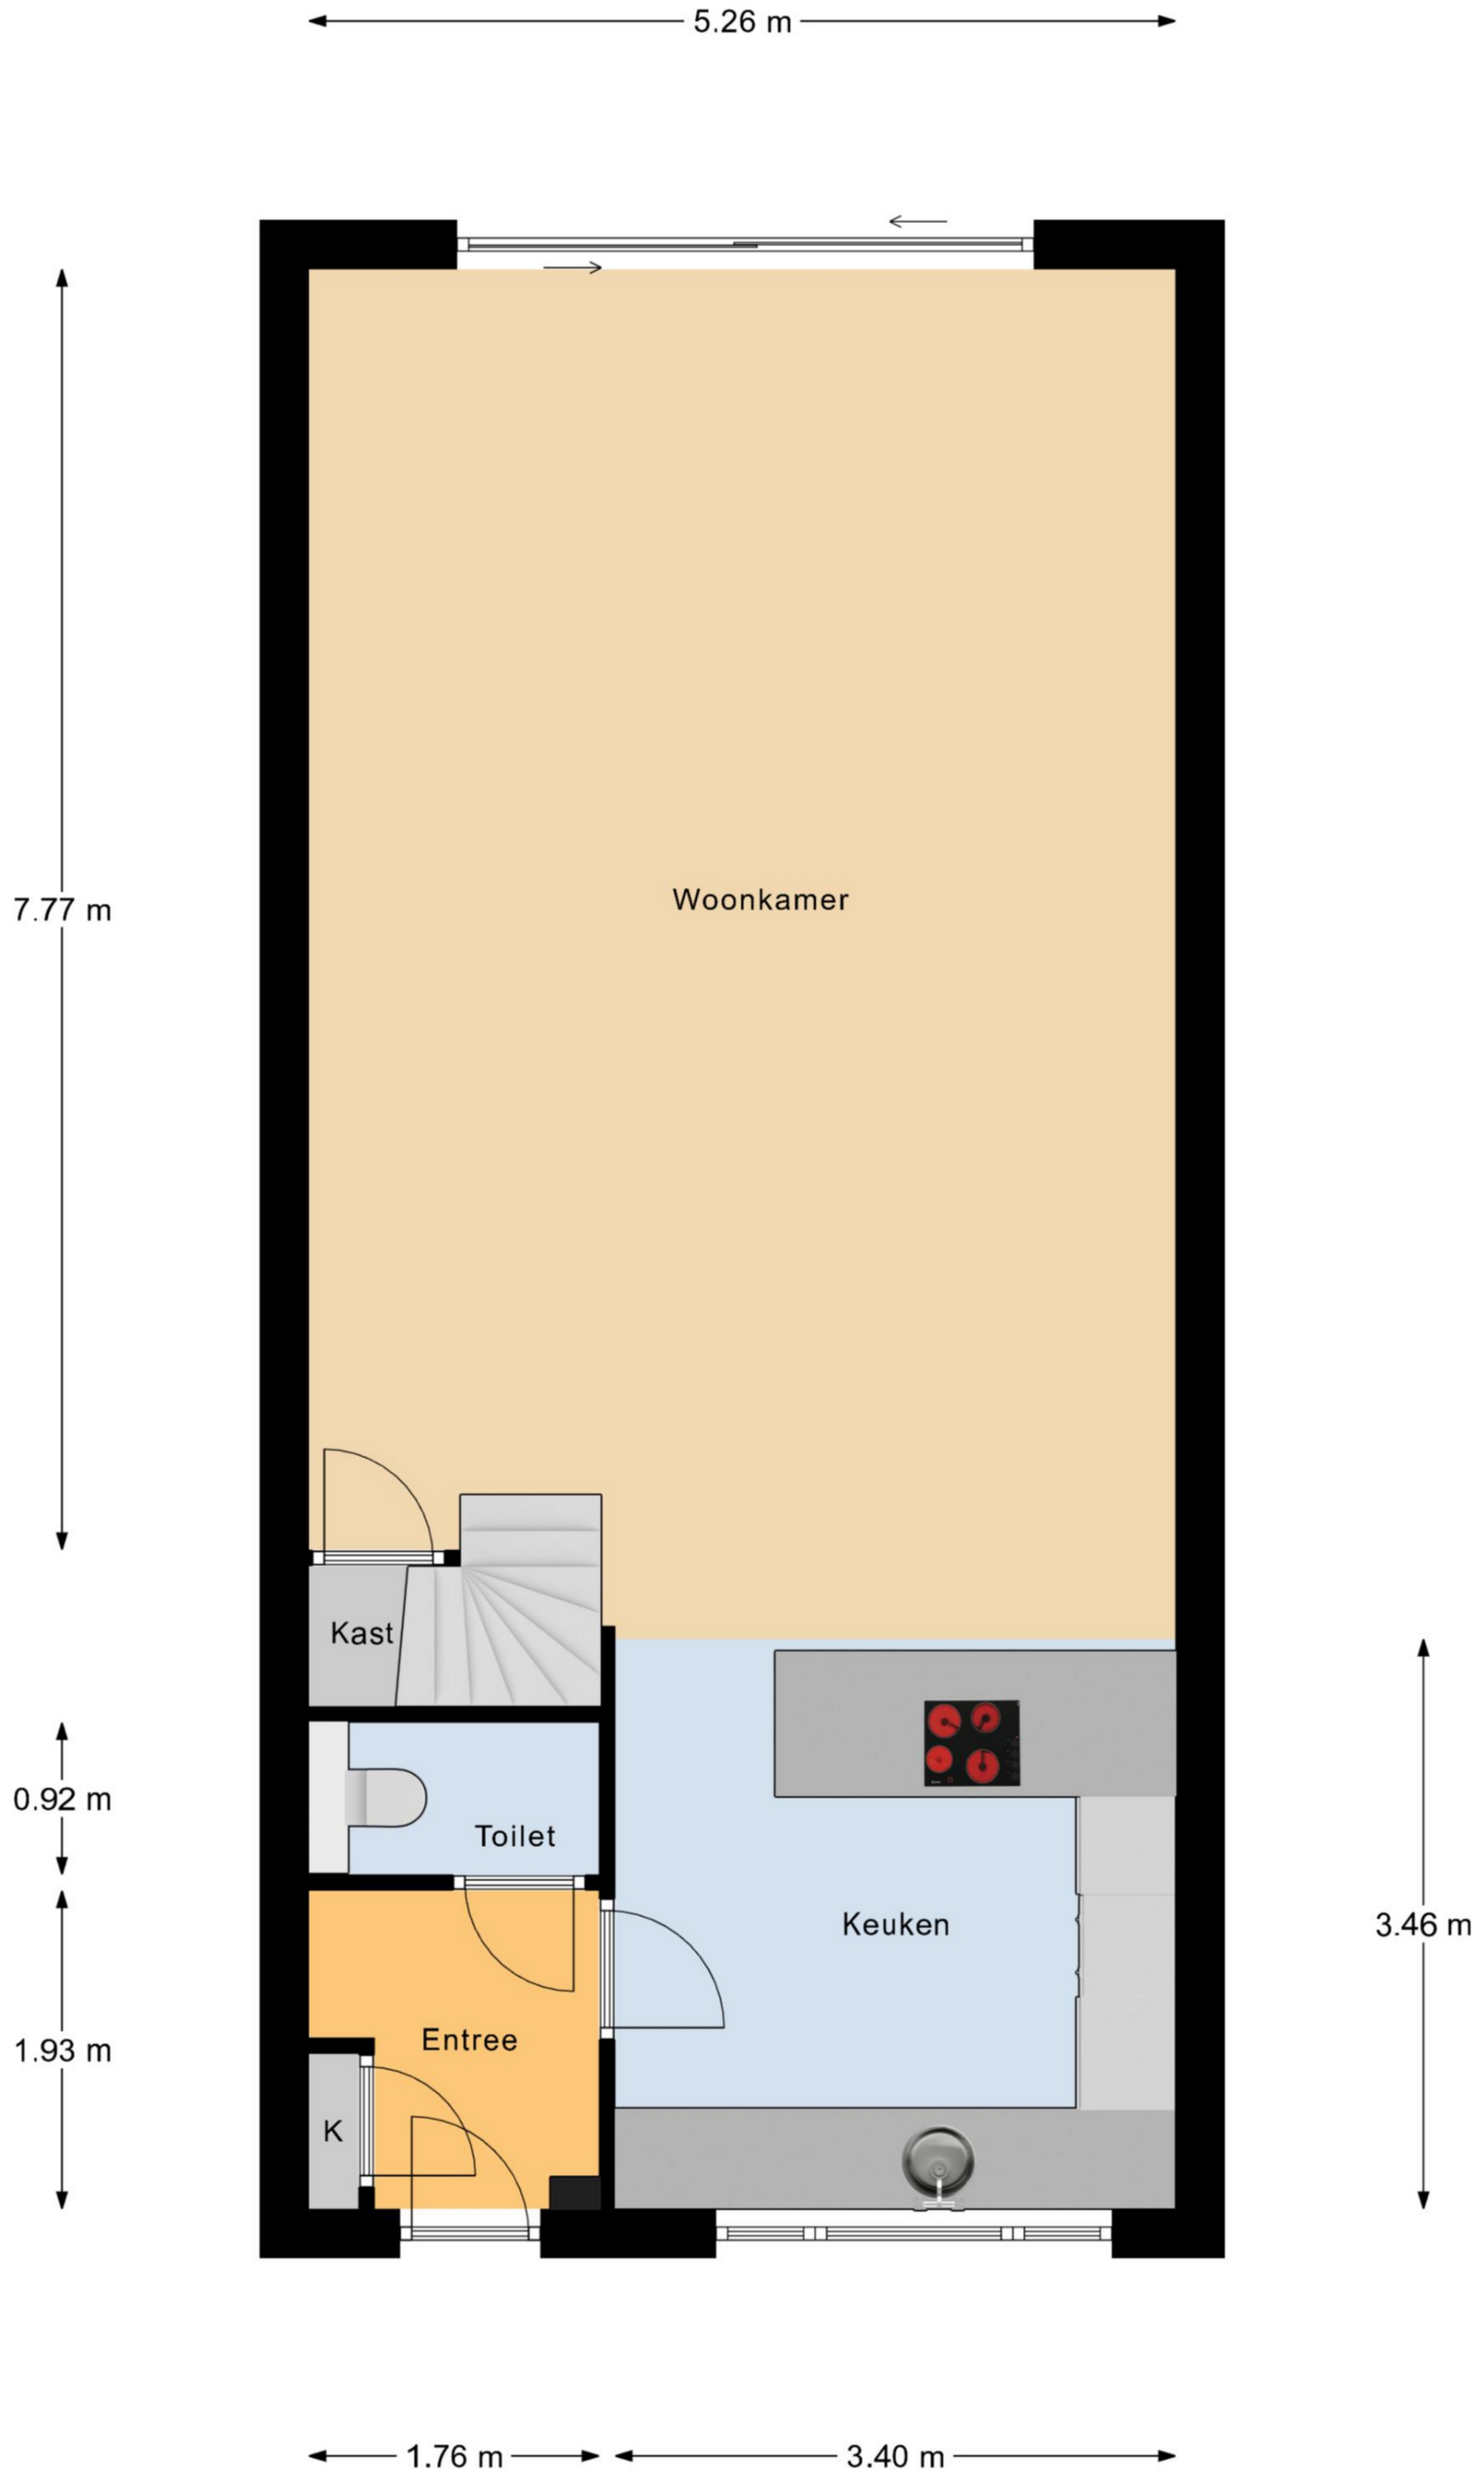 5.26 m
7.77 m
Woonkamer
Kast
0.92 m
Toilet
Keuken
3.46 m
Entree
1.93 m
K
1.76 m
3.40 m